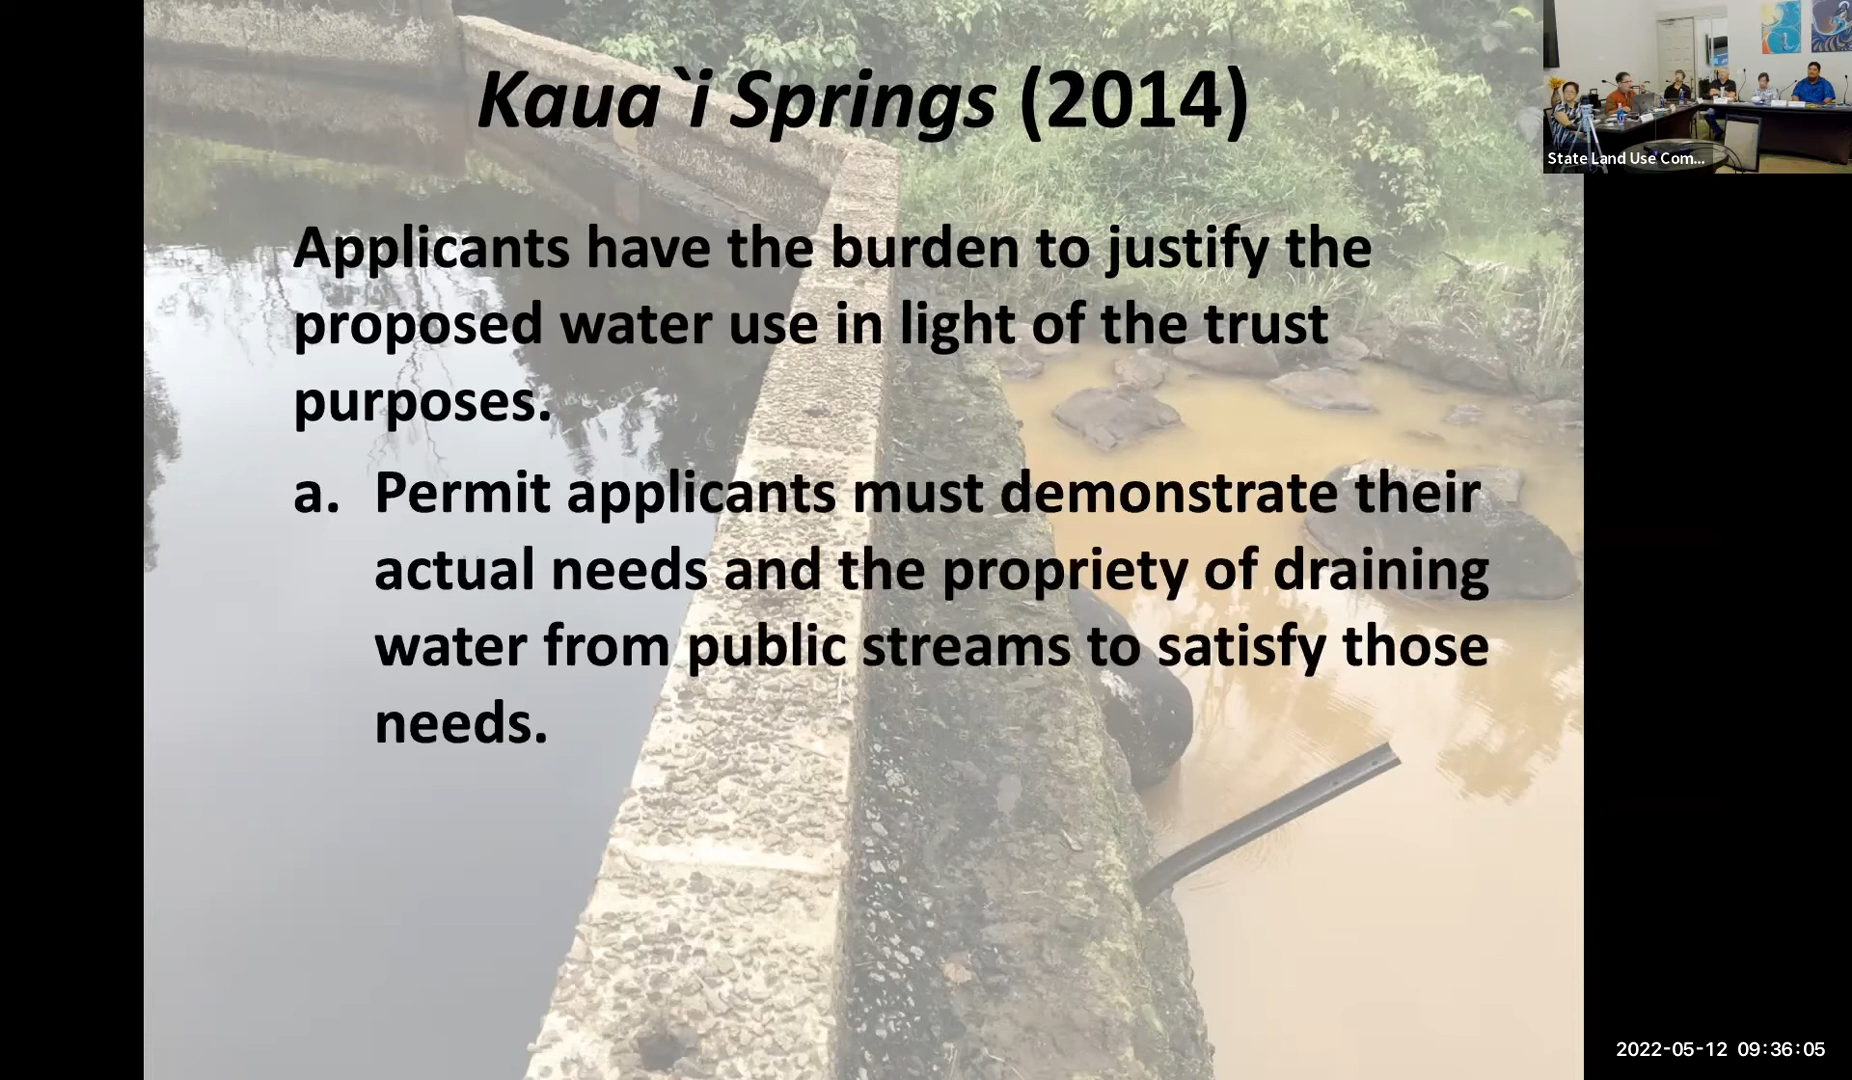 Kaua`i Springs (2014)
State Land Use Com...
Applicants have the burden to justify the
proposed water use in light of the trust
purposes.
a. Permit applicants must demonstrate their
actual needs and the propriety of draining
water from public streams to satisfy those
needs.
2022-05-12 09:36:05